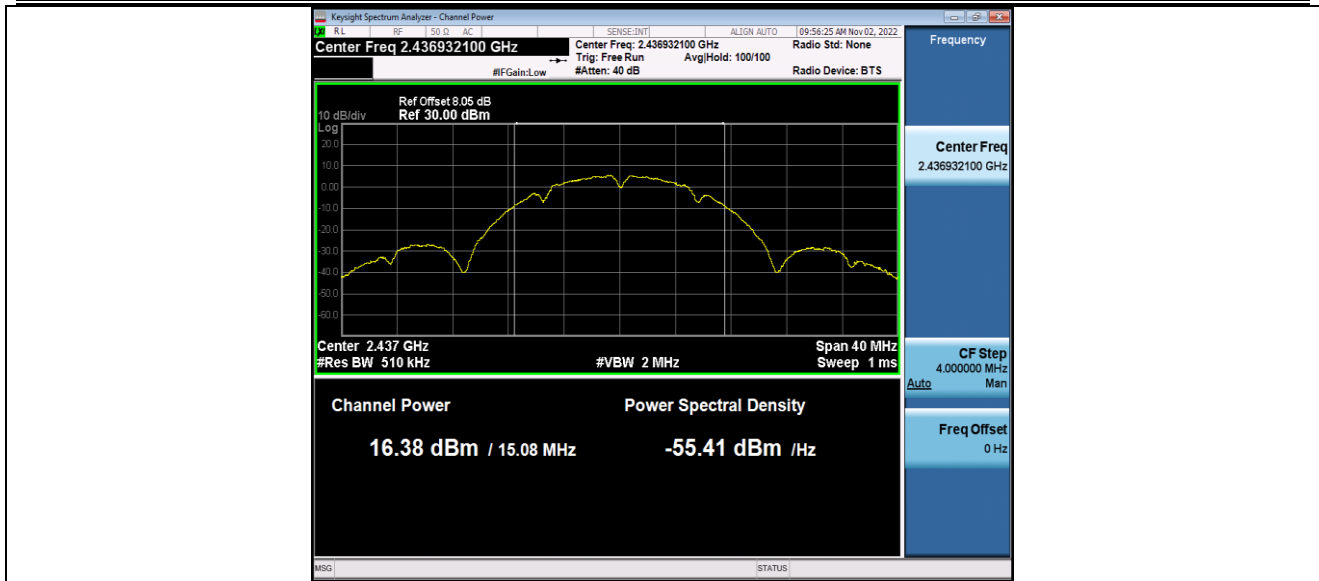 Keysight Spectrum Analyzer - Channel Power
RL RF 50 Ω AC SENSE:INT ALIGN AUTO 09:56:25 AM Nov 02, 2022
Center Freq 2.436932100 GHz
Center Freq: 2.436932100 GHz Radio Std: None
Trig: Free Run Avg|Hold: 100/100
#IFGain:Low #Atten: 40 dB Radio Device: BTS
Ref Offset 8.05 dB
10 dB/div Ref 30.00 dBm
Log
20.0
10.0
0.00
-10.0
-20.0
-30.0
-40.0
-50.0
-60.0
Center 2.437 GHz Span 40 MHz
#Res BW 510 kHz #VBW 2 MHz Sweep 1 ms
Channel Power Power Spectral Density
16.38 dBm / 15.08 MHz -55.41 dBm /Hz
MSG STATUS
Frequency
Center Freq
2.436932100 GHz
CF Step
4.000000 MHz
Auto Man
Freq Offset
0 Hz